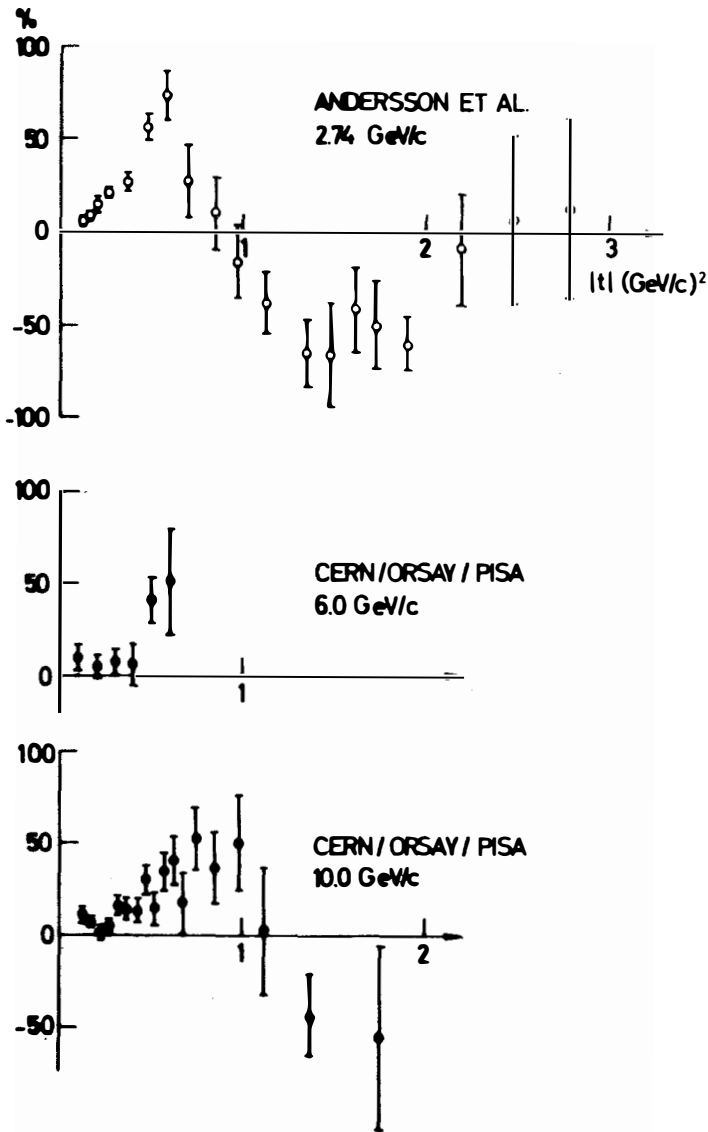 %
100
50
0
-50
-100
ANDERSSON ET AL.
2.74 GeV/c
1
2
3
|t| (GeV/c)²
100
50
0
CERN/ORSAY/PISA
6.0 GeV/c
1
100
50
0
-50
CERN/ORSAY/PISA
10.0 GeV/c
1
2